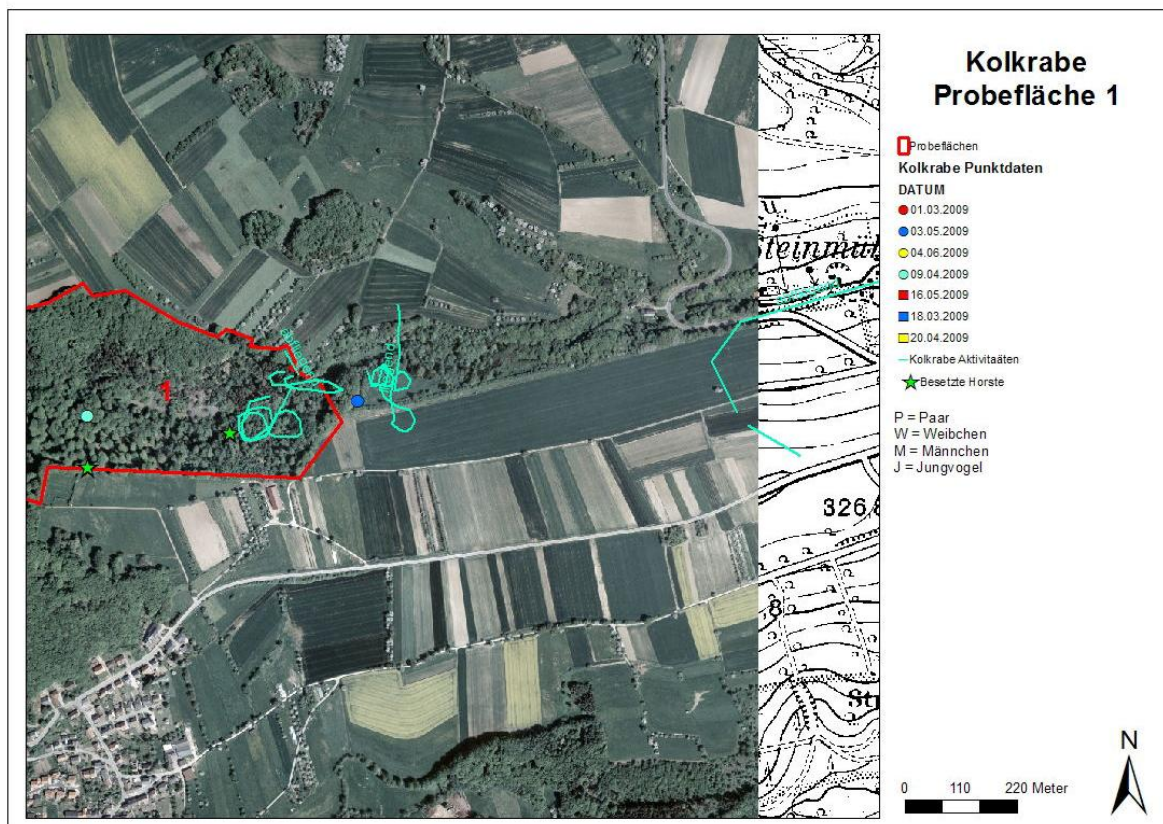 Kolkrabe
Probefläche 1
Probeflächen
Kolkrabe Punktdaten
DATUM
01.03.2009
03.05.2009
04.06.2009
09.04.2009
16.05.2009
18.03.2009
20.04.2009
Kolkrabe Aktivitaäten
Besetzte Horste
P = Paar
W = Weibchen
M = Männchen
J = Jungvogel
1
326,8
8
N
0 110 220 Meter